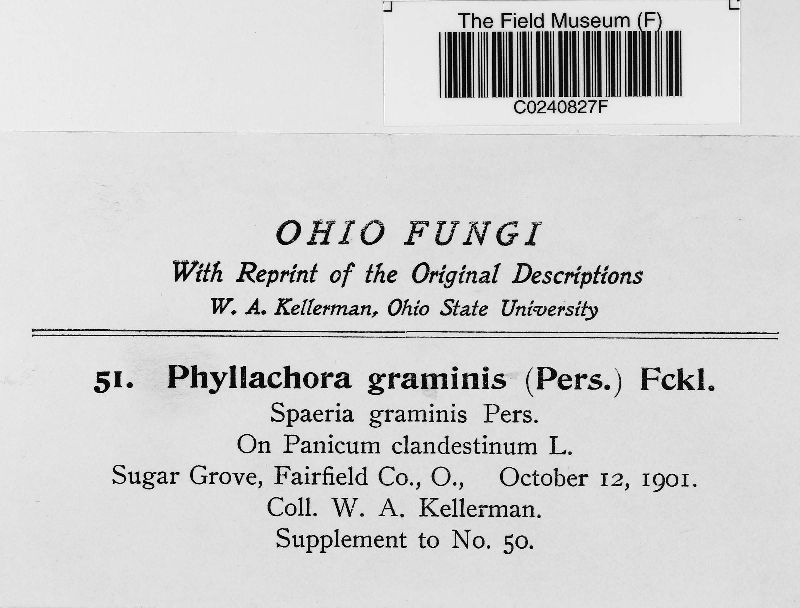 The Field Museum (F)
C0240827F
OHIO FUNGI
With Reprint of the Original Descriptions
W. A. Kellerman, Ohio State University
51. Phyllachora graminis (Pers.) Fckl.
Spaeria graminis Pers.
On Panicum clandestinum L.
Sugar Grove, Fairfield Co., O., October 12, 1901.
Coll. W. A. Kellerman.
Supplement to No. 50.